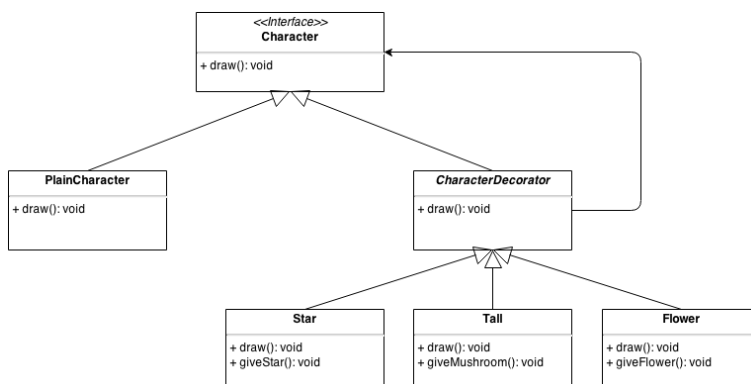 <<Interface>>
Character
+ draw(): void
PlainCharacter
+ draw(): void
CharacterDecorator
+ draw(): void
Star
+ draw(): void
+ giveStar(): void
Tall
+ draw(): void
+ giveMushroom(): void
Flower
+ draw(): void
+ giveFlower(): void